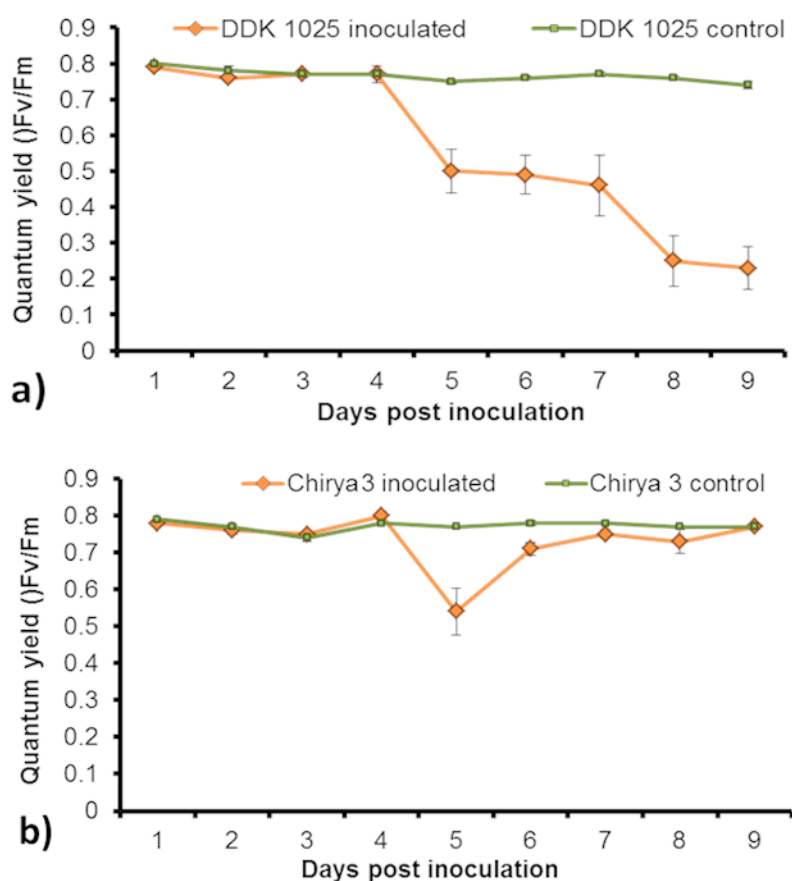 DDK 1025 inoculated DDK 1025 control
Quantum yield ()Fv/Fm
0.9
0.8
0.7
0.6
0.5
0.4
0.3
0.2
0.1
0
1 2 3 4 5 6 7 8 9
Days post inoculation
a)
Chirya3 inoculated Chirya 3 control
Quantum yield ()Fv/Fm
0.9
0.8
0.7
0.6
0.5
0.4
0.3
0.2
0.1
0
1 2 3 4 5 6 7 8 9
Days post inoculation
b)